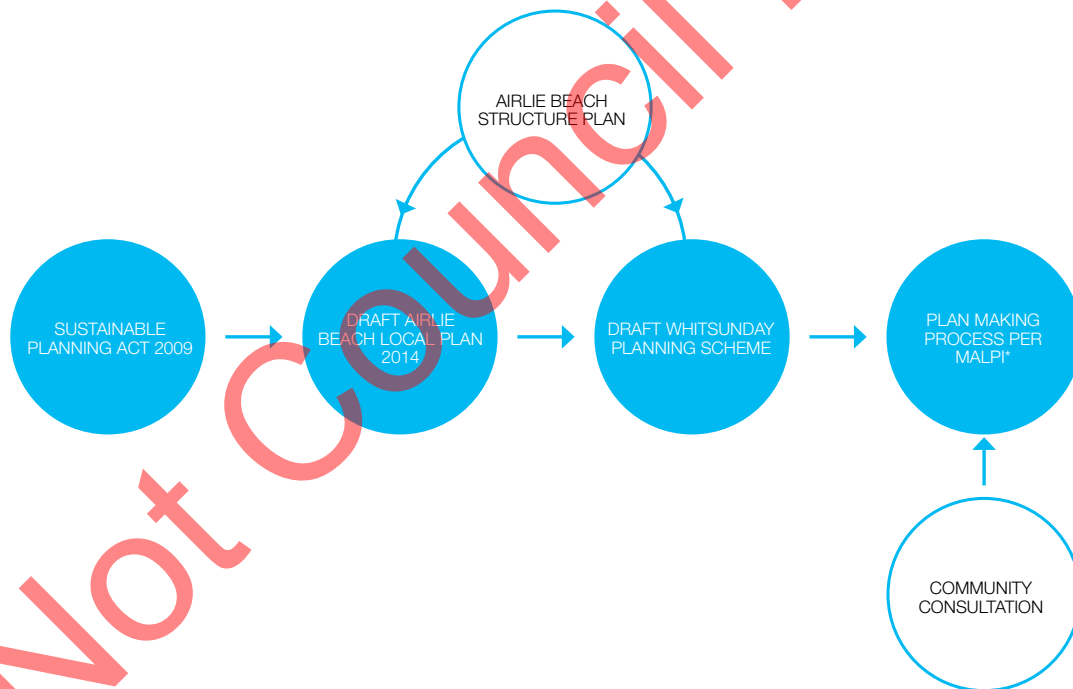 AIRLIE BEACH
STRUCTURE PLAN
SUSTAINABLE
PLANNING ACT 2009
DRAFT AIRLIE
BEACH LOCAL PLAN
2014
DRAFT WHITSUNDAY
PLANNING SCHEME
PLAN MAKING
PROCESS PER
MALPI*
COMMUNITY
CONSULTATION
Not Council